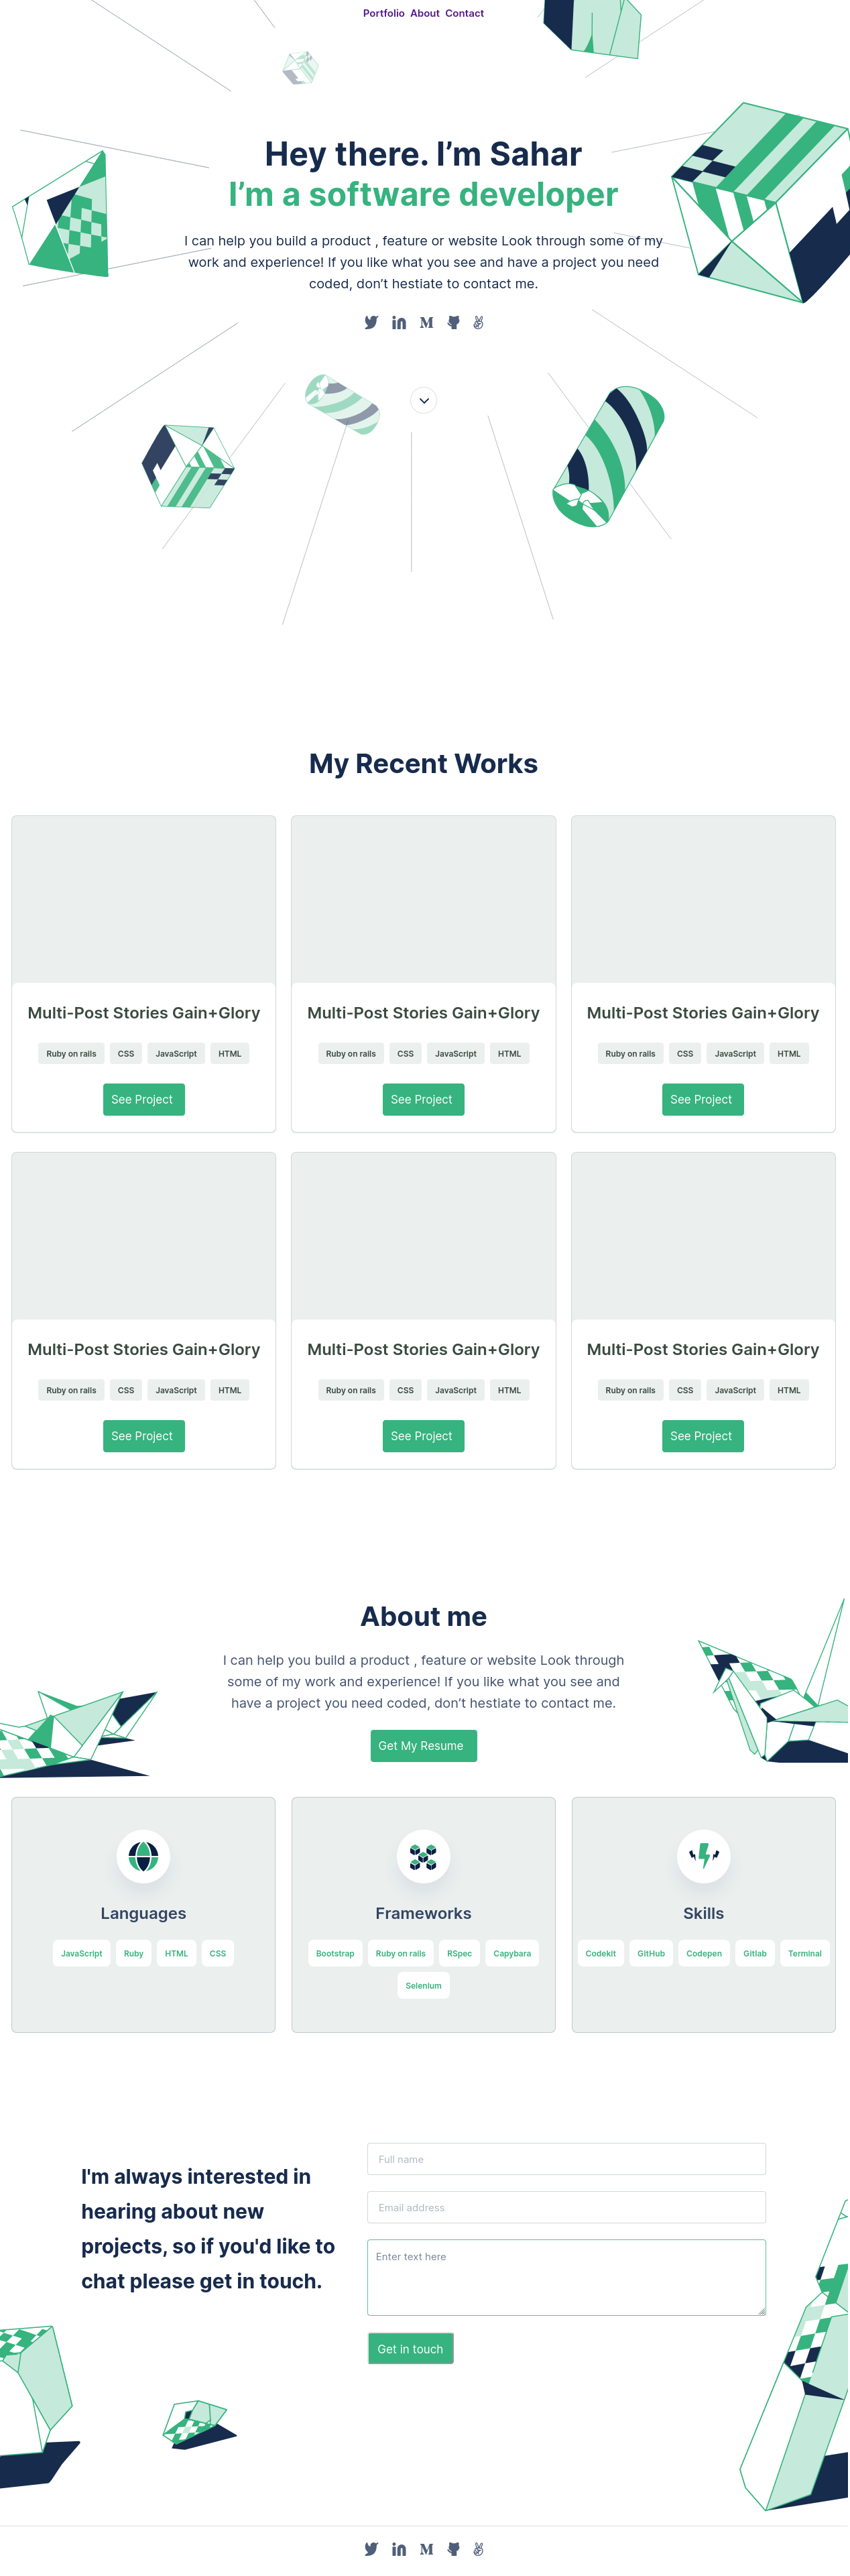 Portfolio About Contact
Hey there. I’m Sahar
I’m a software developer
I can help you build a product , feature or website Look through some of my
work and experience! If you like what you see and have a project you need
coded, don’t hestiate to contact me.
My Recent Works
Multi-Post Stories Gain+Glory
Ruby on rails CSS JavaScript HTML
See Project
Multi-Post Stories Gain+Glory
Ruby on rails CSS JavaScript HTML
See Project
Multi-Post Stories Gain+Glory
Ruby on rails CSS JavaScript HTML
See Project
Multi-Post Stories Gain+Glory
Ruby on rails CSS JavaScript HTML
See Project
Multi-Post Stories Gain+Glory
Ruby on rails CSS JavaScript HTML
See Project
Multi-Post Stories Gain+Glory
Ruby on rails CSS JavaScript HTML
See Project
About me
I can help you build a product , feature or website Look through
some of my work and experience! If you like what you see and
have a project you need coded, don’t hestiate to contact me.
Get My Resume
Languages
JavaScript Ruby HTML CSS
Frameworks
Bootstrap Ruby on rails RSpec Capybara
Selenium
Skills
Codekit GitHub Codepen Gitlab Terminal
I'm always interested in
hearing about new
projects, so if you'd like to
chat please get in touch.
Full name
Email address
Enter text here
Get in touch